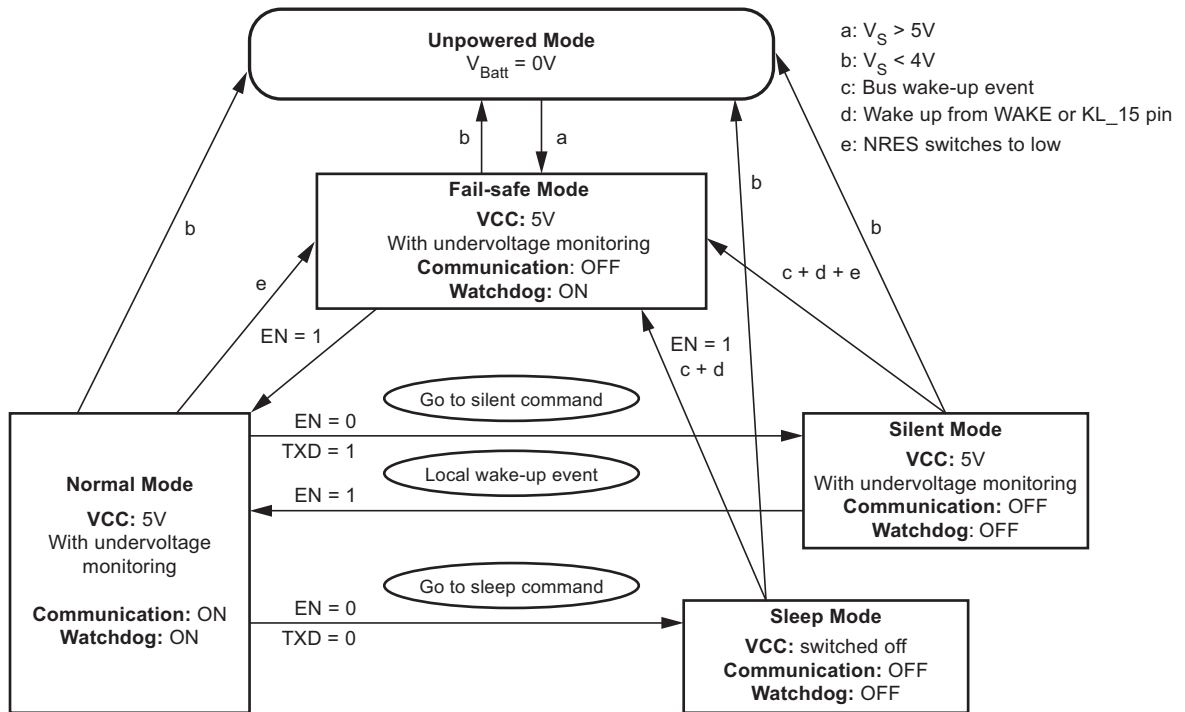 Unpowered Mode
V_Batt = 0V
a: V_S > 5V
b: V_S < 4V
c: Bus wake-up event
d: Wake up from WAKE or KL_15 pin
e: NRES switches to low
b
a
b
b
b
Fail-safe Mode
VCC: 5V
With undervoltage monitoring
Communication: OFF
Watchdog: ON
e
c + d + e
EN = 1
EN = 1
c + d
Go to silent command
EN = 0
TXD = 1
Local wake-up event
EN = 1
Go to sleep command
EN = 0
TXD = 0
Normal Mode
VCC: 5V
With undervoltage
monitoring
Communication: ON
Watchdog: ON
Silent Mode
VCC: 5V
With undervoltage monitoring
Communication: OFF
Watchdog: OFF
Sleep Mode
VCC: switched off
Communication: OFF
Watchdog: OFF